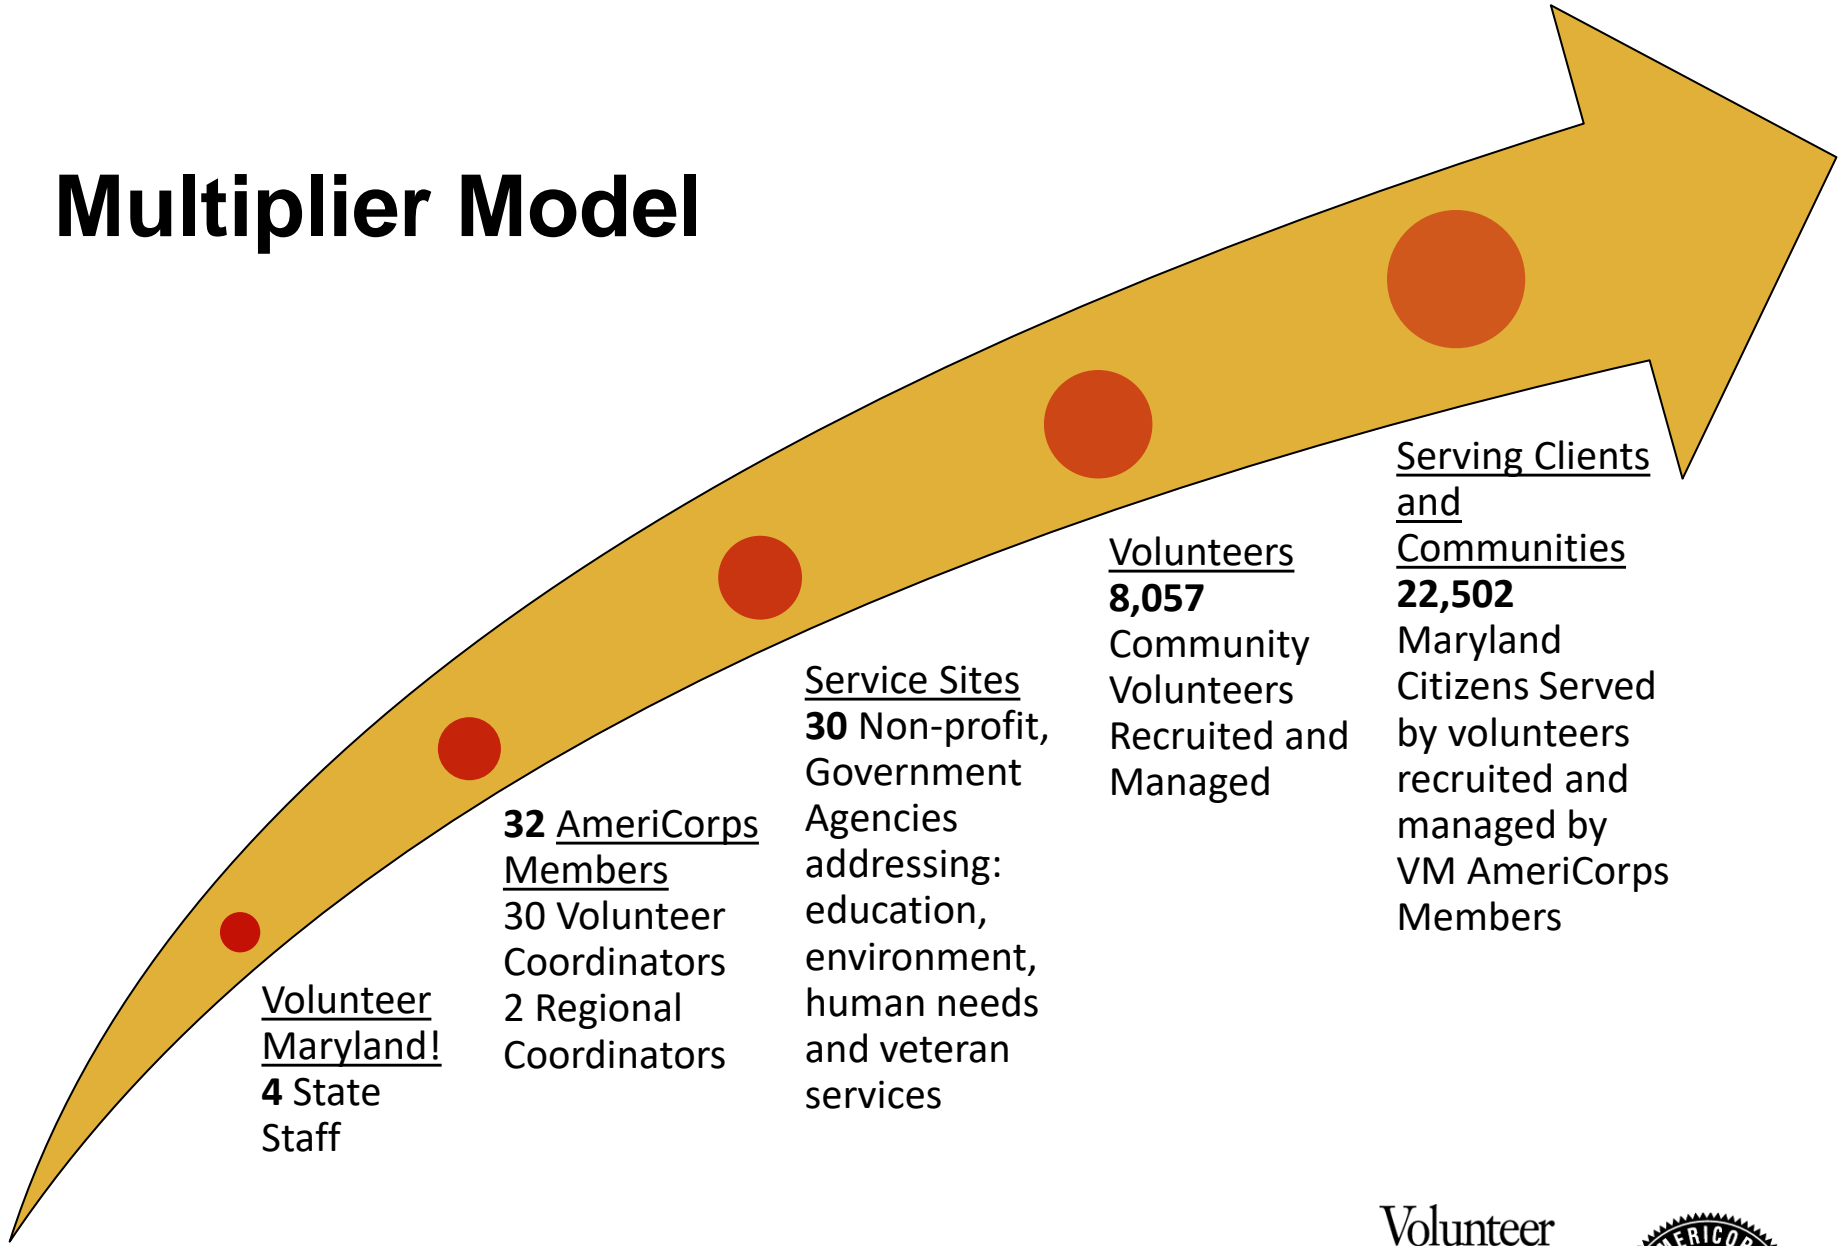 Multiplier Model
Volunteer
Maryland!
4 State
Staff
32 AmeriCorps
Members
30 Volunteer
Coordinators
2 Regional
Coordinators
Service Sites
30 Non-profit,
Government
Agencies
addressing:
education,
environment,
human needs
and veteran
services
Volunteers
8,057
Community
Volunteers
Recruited and
Managed
Serving Clients
and
Communities
22,502
Maryland
Citizens Served
by volunteers
recruited and
managed by
VM AmeriCorps
Members
Volunteer